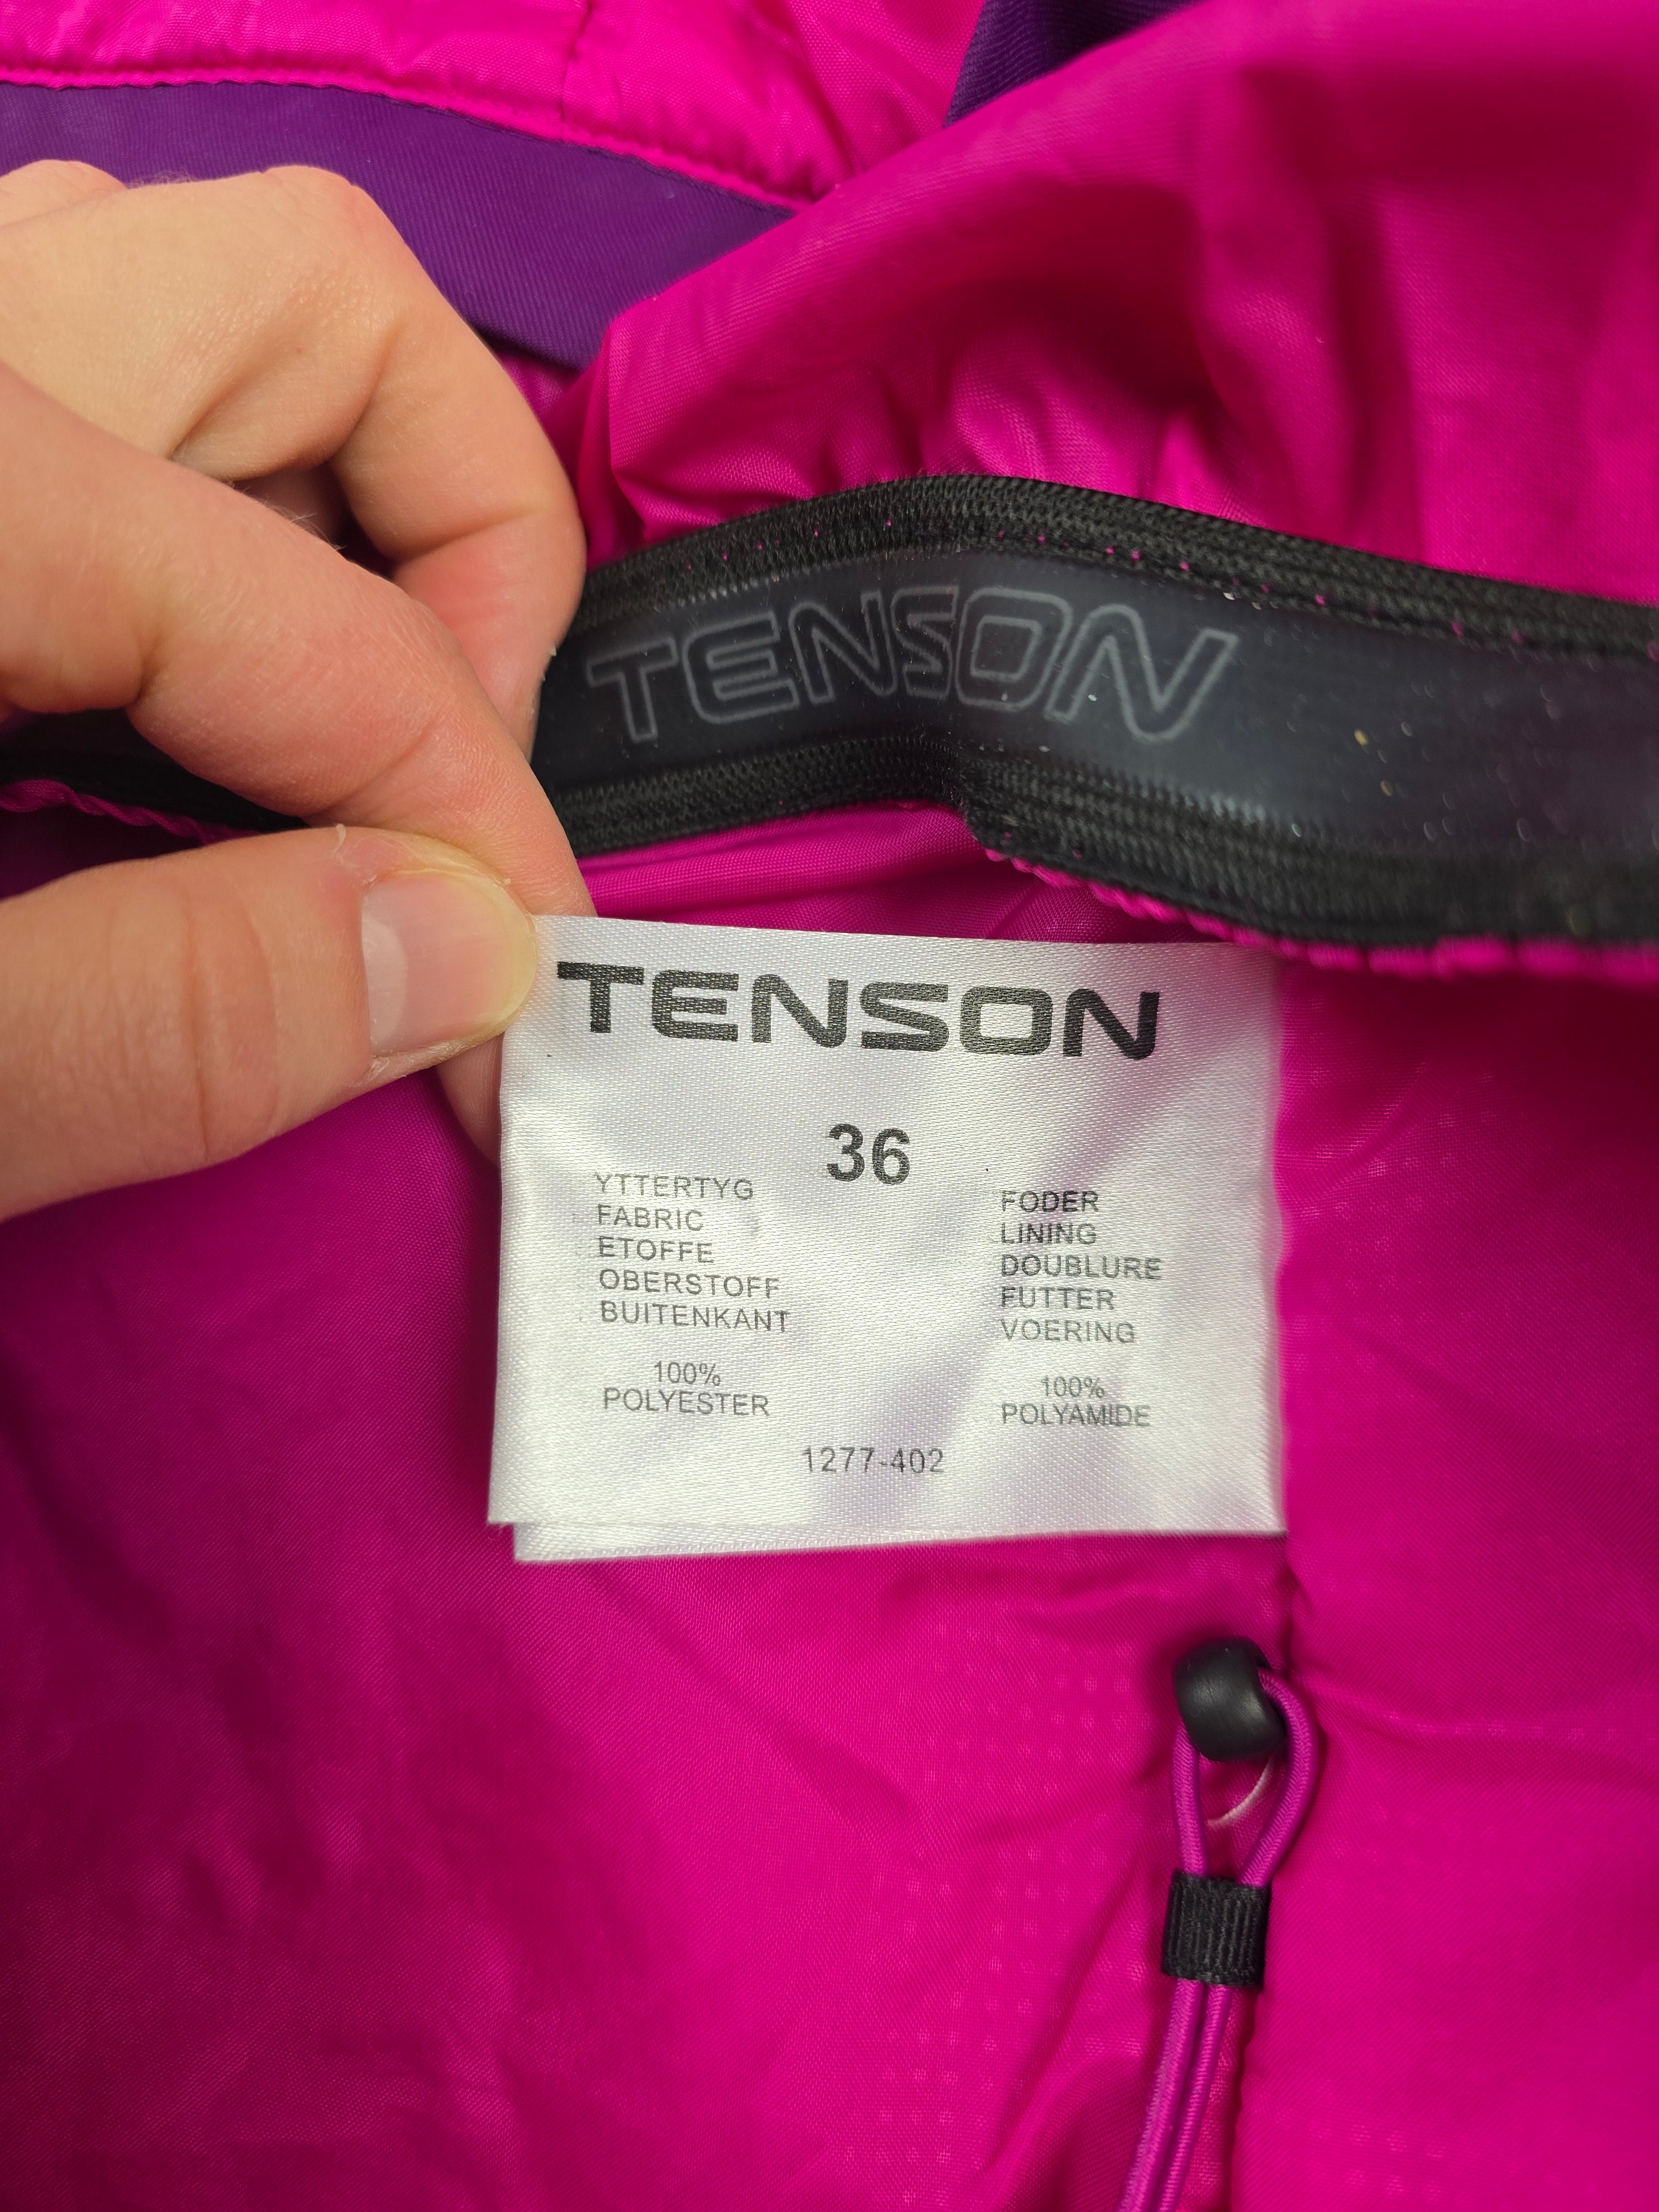 TENSON
TENSON
36
YTTERTYG
FABRIC
ETOFFE
OBERSTOFF
BUITENKANT
100%
POLYESTER
FODER
LINING
DOUBLURE
FUTTER
VOERING
100%
POLYAMIDE
1277-402